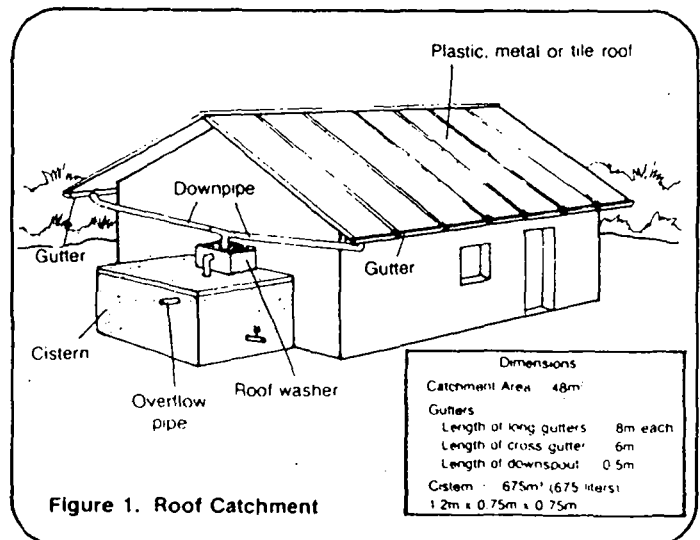 Plastic, metal or tile roof
Downpipe
Gutter
Gutter
Cistern
Overflow
pipe
Roof washer
Dimensions
Catchment Area 48m
Gutters
Length of long gutters 8m each
Length of cross gutter 6m
Length of downspout 0.5m
Cistern 675m³ (675 liters)
1.2m x 0.75m x 0.75m
Figure 1. Roof Catchment